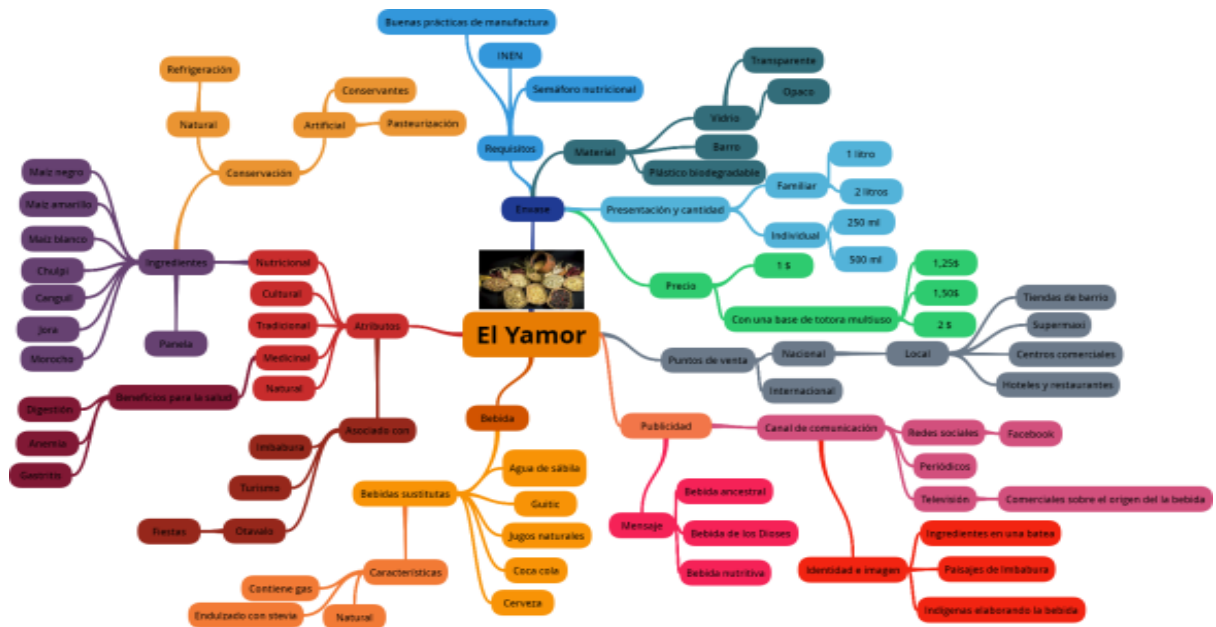 Buenas prácticas de manufactura
INEN
Semáforo nutricional
Requisitos
Refrigeración
Natural
Conservantes
Artificial
Pasteurización
Conservación
Transparente
Opaco
Vidrio
Material
Barro
Plástico biodegradable
Envase
Presentación y cantidad
Familiar
1 litro
2 litros
Individual
250 ml
500 ml
Precio
1 $
Con una base de totora multiuso
1,25$
1,50$
2 $
Maíz negro
Maíz amarillo
Maíz blanco
Chulpi
Canguil
Jora
Morocho
Ingredientes
Panela
Nutricional
Cultural
Tradicional
Medicinal
Natural
Atributos
El Yamor
Beneficios para la salud
Digestión
Anemia
Gastritis
Asociado con
Imbabura
Turismo
Otavalo
Fiestas
Bebida
Bebidas sustitutas
Agua de sábila
Guitic
Jugos naturales
Coca cola
Cerveza
Características
Contiene gas
Endulzado con stevia
Natural
Puntos de venta
Nacional
Internacional
Local
Tiendas de barrio
Supermaxi
Centros comerciales
Hoteles y restaurantes
Publicidad
Canal de comunicación
Redes sociales
Facebook
Periódicos
Televisión
Comerciales sobre el origen del la bebida
Mensaje
Bebida ancestral
Bebida de los Dioses
Bebida nutritiva
Identidad e imagen
Ingredientes en una batea
Paisajes de Imbabura
Indígenas elaborando la bebida